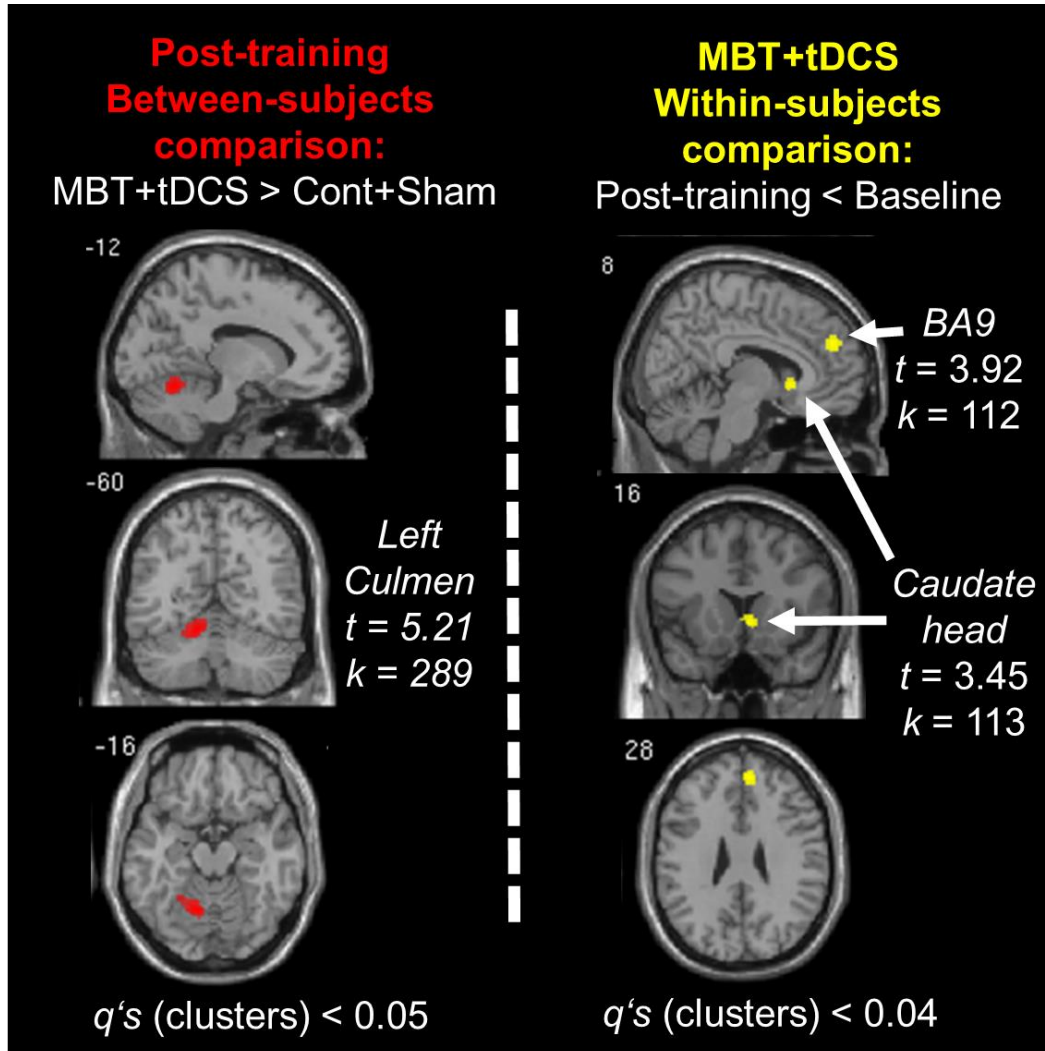 Post-training
Between-subjects
comparison:
MBT+tDCS > Cont+Sham
-12
-60
Left
Culmen
t = 5.21
k = 289
-16
q‘s (clusters) < 0.05
MBT+tDCS
Within-subjects
comparison:
Post-training < Baseline
8
BA9
t = 3.92
k = 112
16
Caudate
head
t = 3.45
k = 113
28
q‘s (clusters) < 0.04